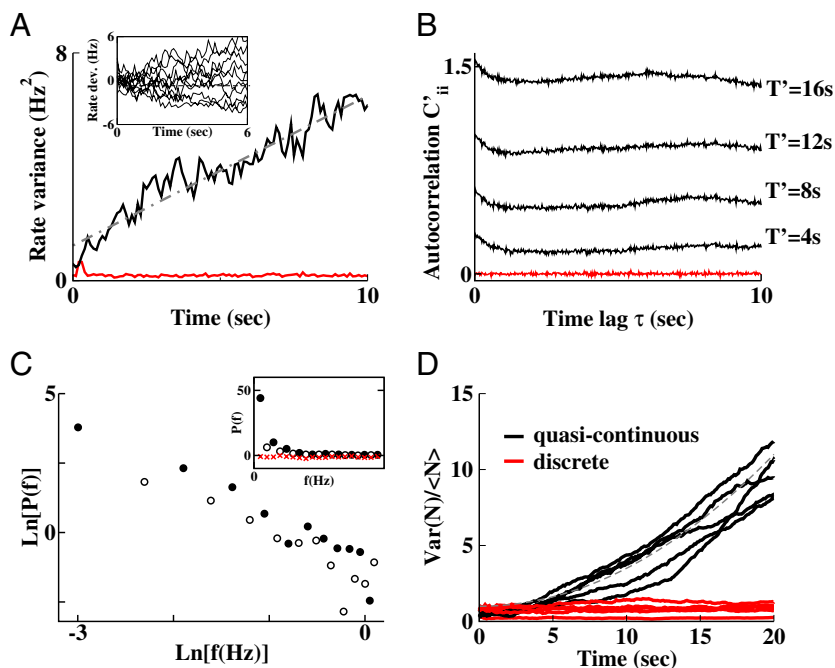 A
8
Rate variance (Hz²)
0
0
10
Time (sec)
6
Rate dev. (Hz)
-6
0
Time (sec)
6
B
1.5
Autocorrelation C'ii
0
0
10
Time lag τ (sec)
T'=16s
T'=12s
T'=8s
T'=4s
C
5
Ln[P(f)]
0
-3
0
Ln[f(Hz)]
50
P(f)
0
f(Hz)
D
15
10
Var(N)/<N>
5
0
0
5
10
15
20
Time (sec)
quasi-continuous
discrete